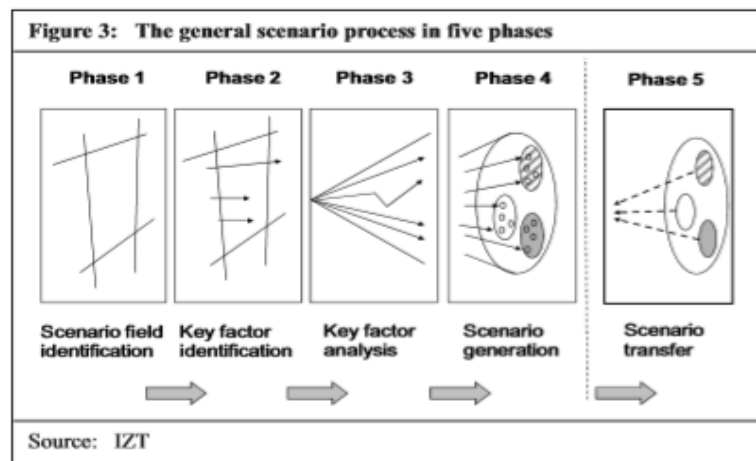 Figure 3: The general scenario process in five phases
Phase 1 Phase 2 Phase 3 Phase 4 Phase 5
Scenario field Key factor Key factor Scenario Scenario
identification identification analysis generation transfer
Source: IZT